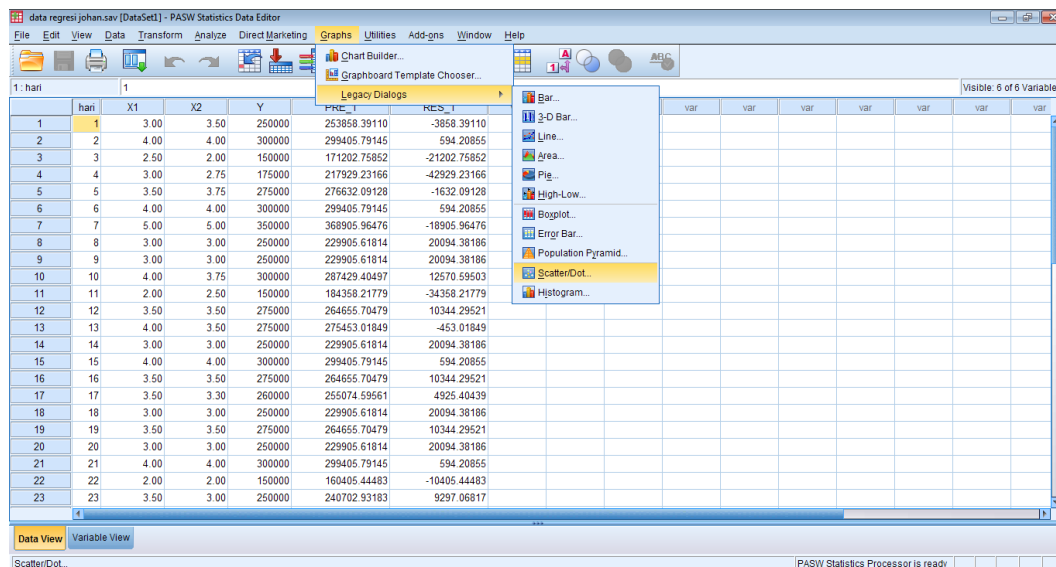 data regresi johan.sav [DataSet1] - PASW Statistics Data Editor
File Edit View Data Transform Analyze Direct Marketing Graphs Utilities Add-ons Window Help
Chart Builder...
Graphboard Template Chooser...
Legacy Dialogs
Bar...
3-D Bar...
Line...
Area...
Pie...
High-Low...
Boxplot...
Error Bar...
Population Pyramid...
Scatter/Dot...
Histogram...
1 : hari 1 Visible: 6 of 6 Variable
hari X1 X2 Y PRE_1 RES_1 var var var var var var
1 1 3.00 3.50 250000 253858.39110 -3858.39110
2 2 4.00 4.00 300000 299405.79145 594.20855
3 3 2.50 2.00 150000 171202.75852 -21202.75852
4 4 3.00 2.75 175000 217929.23166 -42929.23166
5 5 3.50 3.75 275000 276632.09128 -1632.09128
6 6 4.00 4.00 300000 299405.79145 594.20855
7 7 5.00 5.00 350000 368905.96476 -18905.96476
8 8 3.00 3.00 250000 229905.61814 20094.38186
9 9 3.00 3.00 250000 229905.61814 20094.38186
10 10 4.00 3.75 300000 287429.40497 12570.59503
11 11 2.00 2.50 150000 184358.21779 -34358.21779
12 12 3.50 3.50 275000 264655.70479 10344.29521
13 13 4.00 3.50 275000 275453.01849 -453.01849
14 14 3.00 3.00 250000 229905.61814 20094.38186
15 15 4.00 4.00 300000 299405.79145 594.20855
16 16 3.50 3.50 275000 264655.70479 10344.29521
17 17 3.50 3.30 260000 255074.59561 4925.40439
18 18 3.00 3.00 250000 229905.61814 20094.38186
19 19 3.50 3.50 275000 264655.70479 10344.29521
20 20 3.00 3.00 250000 229905.61814 20094.38186
21 21 4.00 4.00 300000 299405.79145 594.20855
22 22 2.00 2.00 150000 160405.44483 -10405.44483
23 23 3.50 3.00 250000 240702.93183 9297.06817
Data View Variable View
Scatter/Dot... PASW Statistics Processor is ready